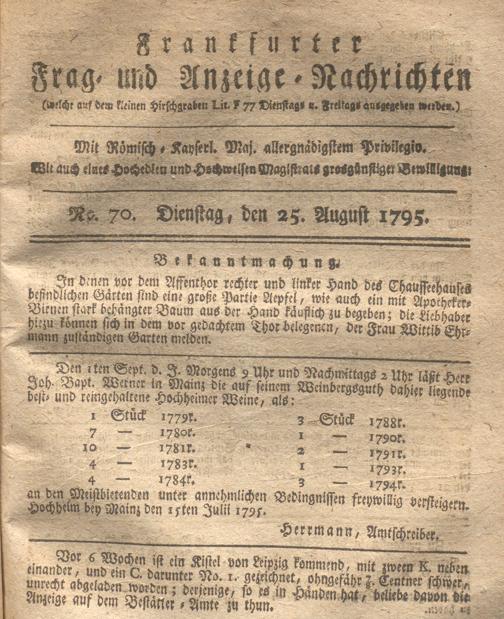 Frankfurter
Frag- und Anzeige-Nachrichten
(welche auf dem kleinen Hirschgraben Lit. F 77 Dienstags u. Freitags ausgegeben werden.)
Mit Römisch-Kayserl. Maj. allergnädigstem Privilegio.
Wie auch eines Hochedlen und Hochweisen Magistrats grosgünstiger Bewilligung:
No. 70. Dienstag, den 25. August 1795.
Bekanntmachung.
In denen vor dem Affenthor rechter und linker Hand des Chausseehauses
befindlichen Gärten sind eine große Partie Aepfel, wie auch ein mit Apotheker-
Birnen stark behängter Baum aus der Hand käuflich zu begeben; die Liebhaber
hiezu können sich in dem vor gedachtem Thor belegenen, der Frau Wittib Ehr-
mann zuständigen Garten melden.
Den 1ten Sept. d. J. Morgens 9 Uhr und Nachmittags 2 Uhr läßt Herr
Joh. Bapt. Werner in Mainz die auf seinem Weinbergsguth dahier liegende
best- und reingehaltene Hochheimer Weine, als:
1 Stück 1779r. 3 Stück 1788r.
7 — 1780r. 1 — 1790r.
10 — 1781r. 2 — 1791r.
4 — 1783r. 1 — 1793r.
4 — 1784r. 3 — 1794r.
an den Meistbietenden unter annehmlichen Bedingnissen freywillig versteigern.
Hochheim bey Mainz den 15ten Julii 1795.
Herrmann, Amtschreiber.
Vor 6 Wochen ist ein Kistel von Leipzig kommend, mit zween K. neben
einander, und ein C. darunter No. 1. gezeichnet, ohngefähr Centner schwer,
unrecht abgeladen worden; derjenige, so es in Handen hat, beliebe davon die
Anzeige auf dem Bestätter-Amte zu thun.